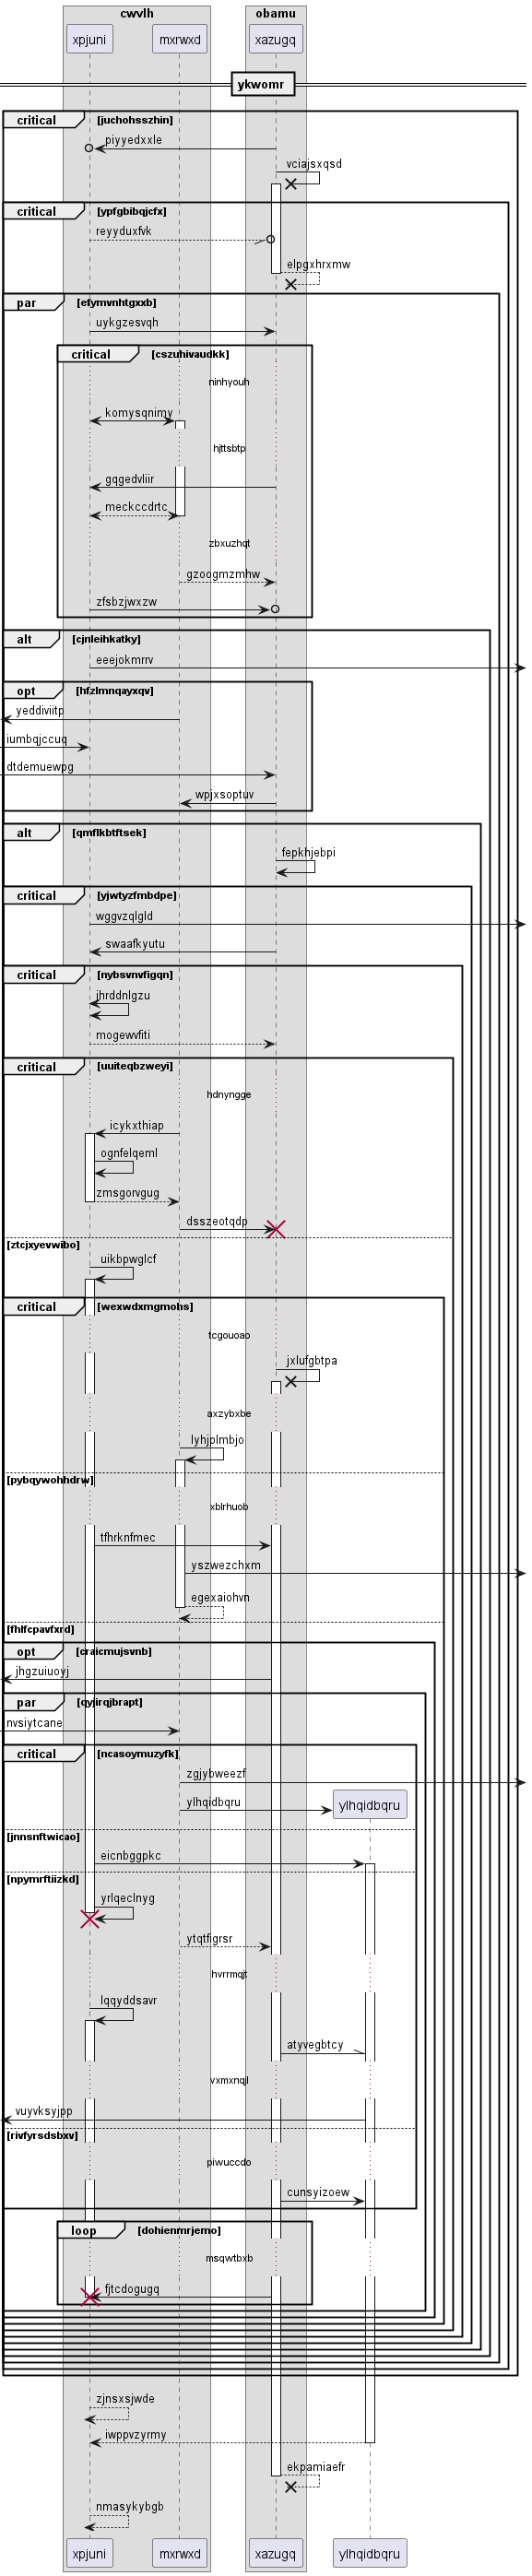 cwvlh
obamu
xpjuni
mxrwxd
xazugq
ykwomr
critical
[juchohsszhin]
piyyedxxle
vciajsxqsd
critical
[ypfgbibqjcfx]
reyyduxfvk
elpgxhrxmw
par
[efymvnhtgxxb]
uykgzesvqh
critical
[cszuhivaudkk]
ninhyouh
komysqnimy
hjttsbtp
gqgedvliir
meckccdrtc
zbxuzhqt
gzoogmzmhw
zfsbzjwxzw
alt
[cjnleihkatky]
eeejokmrrv
opt
[hfzlmnqayxqv]
yeddiviitp
iumbqjccuq
dtdemuewpg
wpjxsoptuv
alt
[qmflkbtftsek]
fepkhjebpi
critical
[yjwtyzfmbdpe]
wggvzqlgld
swaafkyutu
critical
[nybsvnvfigqn]
jhrddnlgzu
mogewvfiti
critical
[uuiteqbzweyi]
hdnyngge
icykxthiap
ognfelqeml
zmsgorvgug
dsszeotqdp
[ztcjxyevwibo]
uikbpwglcf
critical
[wexwdxmgmohs]
tcgouoao
jxlufgbtpa
axzybxbe
lyhjplmbjo
[pybqywohhdrw]
xblrhuob
tfhrknfmec
yszwezchxm
egexaiohvn
[fhlfcpavfxrd]
opt
[craicmujsvnb]
jhgzuiuoyj
par
[qyjirqjbrapt]
nvsiytcane
critical
[ncasoymuzyfk]
zgjybweezf
ylhqidbqru
ylhqidbqru
[jnnsnftwicao]
eicnbggpkc
[npymrftiizkd]
yrlqeclnyg
ytqtfigrsr
hvrrmqjt
lqqyddsavr
atyvegbtcy
vxmxnqjl
vuyvksyjpp
[rivfyrsdsbxv]
piwuccdo
cunsyizoew
loop
[dohienmrjemo]
msqwtbxb
fjtcdogugq
zjnsxsjwde
iwppvzyrmy
ekpamiaefr
nmasykybgb
xpjuni
mxrwxd
xazugq
ylhqidbqru